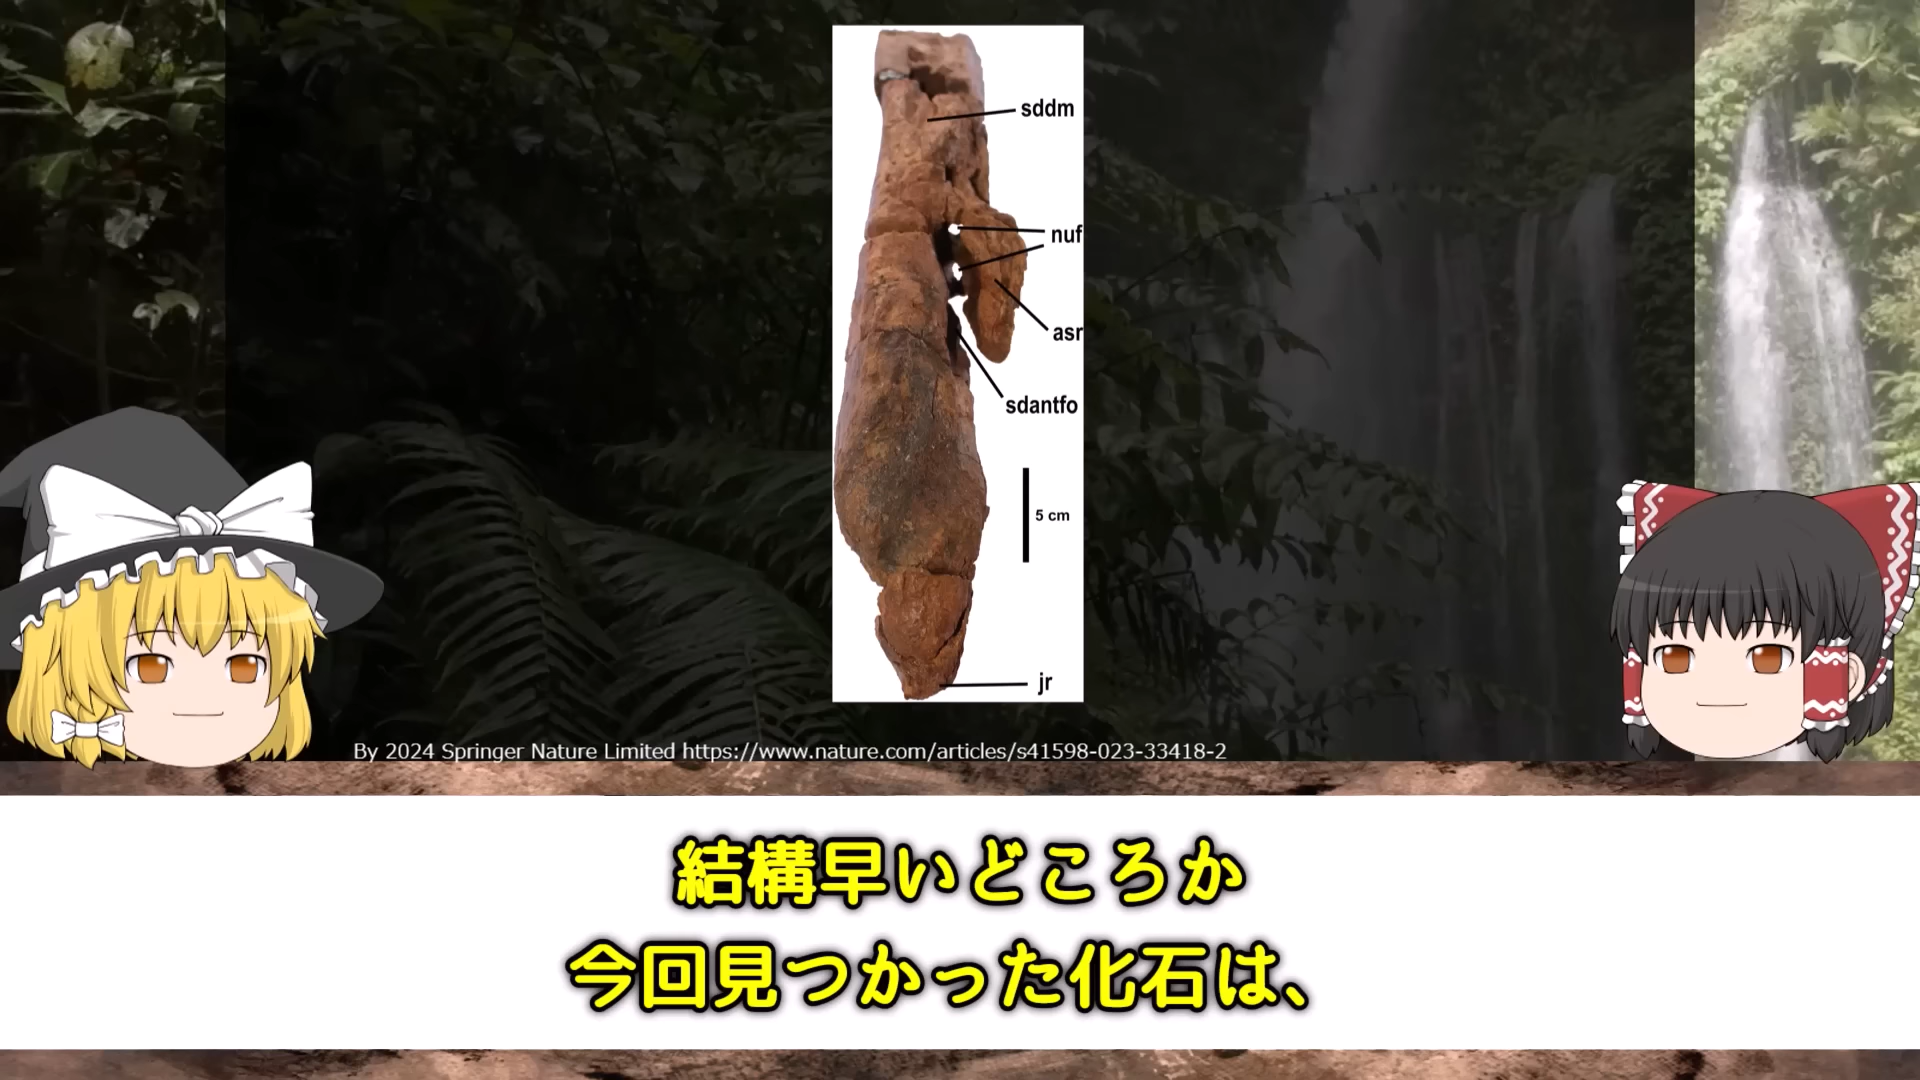 sddm
nuf
asr
sdantfo
5 cm
jr
By 2024 Springer Nature Limited https://www.nature.com/articles/s41598-023-33418-2
結構早いどころか
今回見つかった化石は、